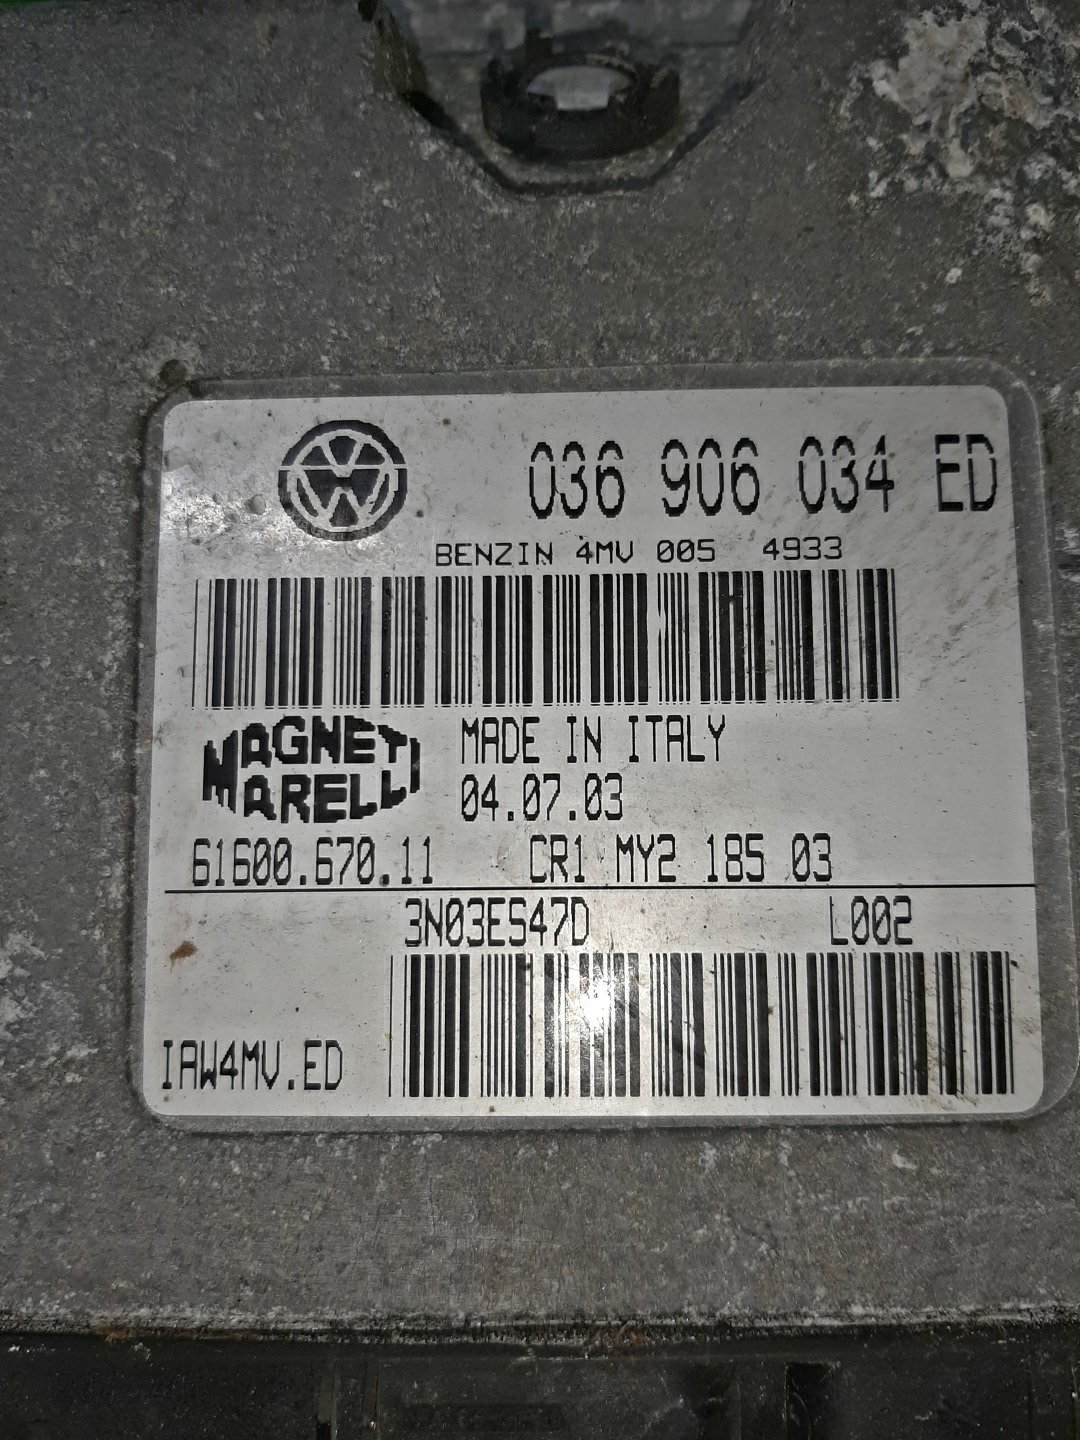 036 906 034 ED
BENZIN 4MV 005 4933
MAGNETI MARELLI
MADE IN ITALY
04.07.03
61600.670.11 CR1 MY2 185 03
3N03ES47D L002
IAW4MV.ED